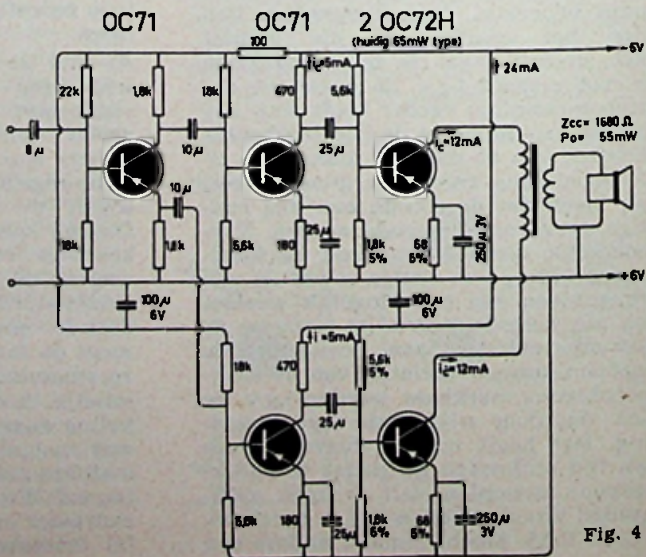 OC71 OC71 2 OC72H
(huidig 65mW type)
100
-6V
22k 1,8k 18k 470 5,6k
ic=5mA
24mA
8µ 10µ 25µ
ic=12mA
Zcc= 1680 Ω
Po= 55mW
10µ
18k 1,8k 5,6k 180 25µ 1,8k 5% 68 5% 250µ 3V
+6V
100µ 6V
100µ 6V
18k 470 i=5mA 5,6k 5%
ic=12mA
25µ
5,6k 180 25µ 1,8k 5% 68 5% 250µ 3V
Fig. 4